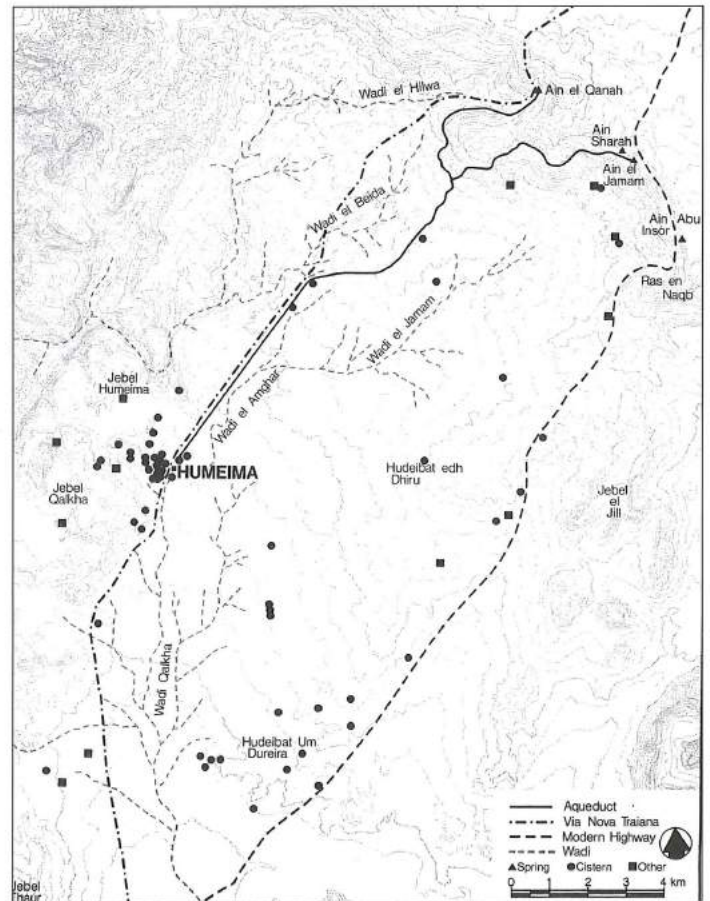 Wadi el Hilwa
Ain el Qanah
Ain
Sharah
Ain el
Jamam
Wadi el Beida
Ain Abu
Insor
Ras en
Naqb
Wadi el Jamam
Jebel
Humeima
Wadi el Amghar
HUMEIMA
Hudeibat edh
Dhiru
Jebel
Qalkha
Jebel
el
Jill
Wadi Qalkha
Hudeibat Um
Dureira
Aqueduct
Via Nova Traiana
Modern Highway
Wadi
Spring Cistern Other
0 1 2 3 4 km
Jebel